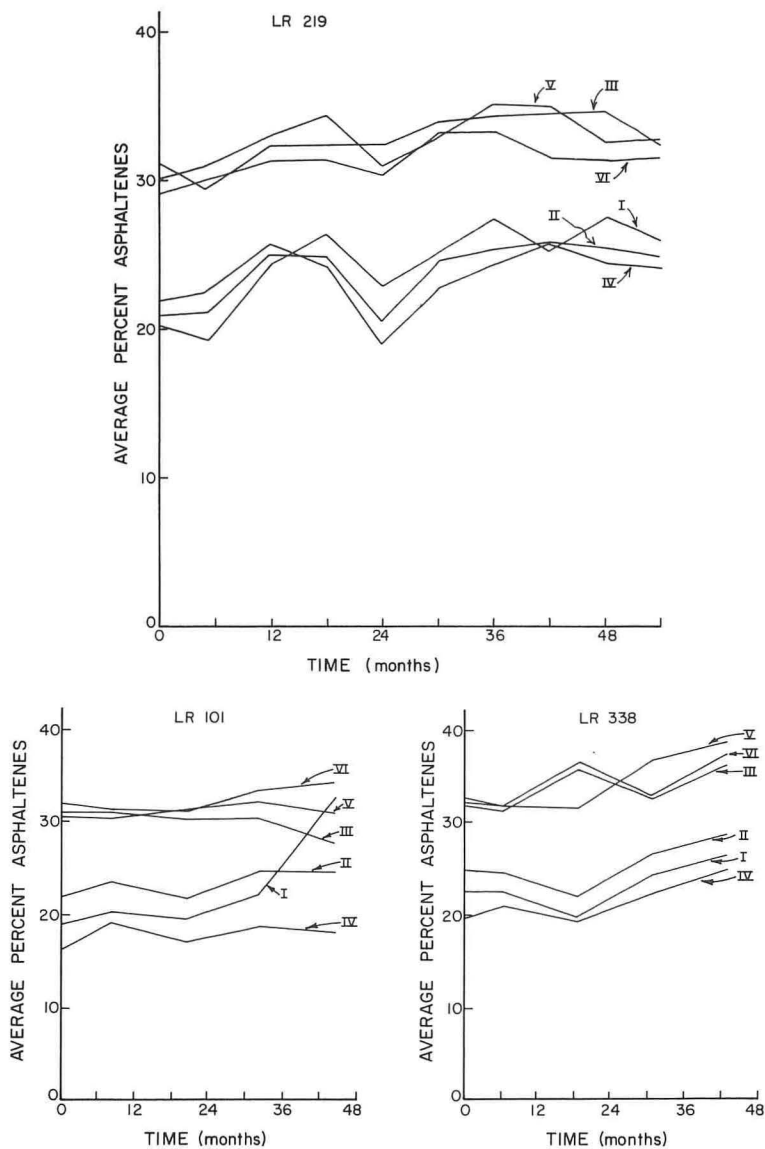 LR 219
AVERAGE PERCENT ASPHALTENES
40
30
20
10
0
V
III
VI
I
II
IV
0 12 24 36 48
TIME (months)
LR 101
AVERAGE PERCENT ASPHALTENES
40
30
20
10
0
VI
V
III
II
I
IV
0 12 24 36 48
TIME (months)
LR 338
AVERAGE PERCENT ASPHALTENES
40
30
20
10
0
V
VI
III
II
I
IV
0 12 24 36 48
TIME (months)